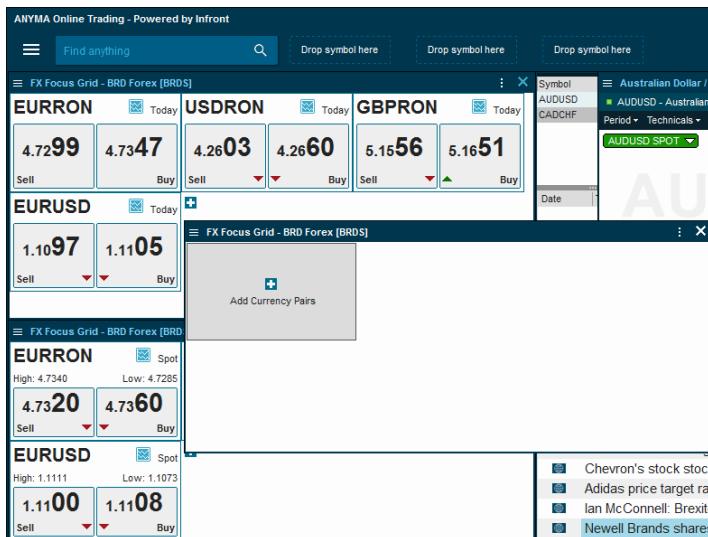 ANYMA Online Trading - Powered by Infront
Find anything
Drop symbol here
Drop symbol here
Drop symbol here
FX Focus Grid - BRD Forex [BRDS]
EURRON Today
4.7299 4.7347
Sell Buy
USDRON Today
4.2603 4.2660
Sell Buy
GBPRON Today
5.1556 5.1651
Sell Buy
EURUSD Today
1.1097 1.1105
Sell Buy
Symbol
AUDUSD
CADCHF
Date
Australian Dollar /
AUDUSD - Australian
Period Technicals
AUDUSD SPOT
AU
FX Focus Grid - BRD Forex [BRDS]
Add Currency Pairs
FX Focus Grid - BRD Forex [BRD
EURRON Spot
High: 4.7340 Low: 4.7285
4.7320 4.7360
Sell Buy
EURUSD Spot
High: 1.1111 Low: 1.1073
1.1100 1.1108
Sell Buy
Chevron's stock stoc
Adidas price target ra
Ian McConnell: Brexit
Newell Brands shares